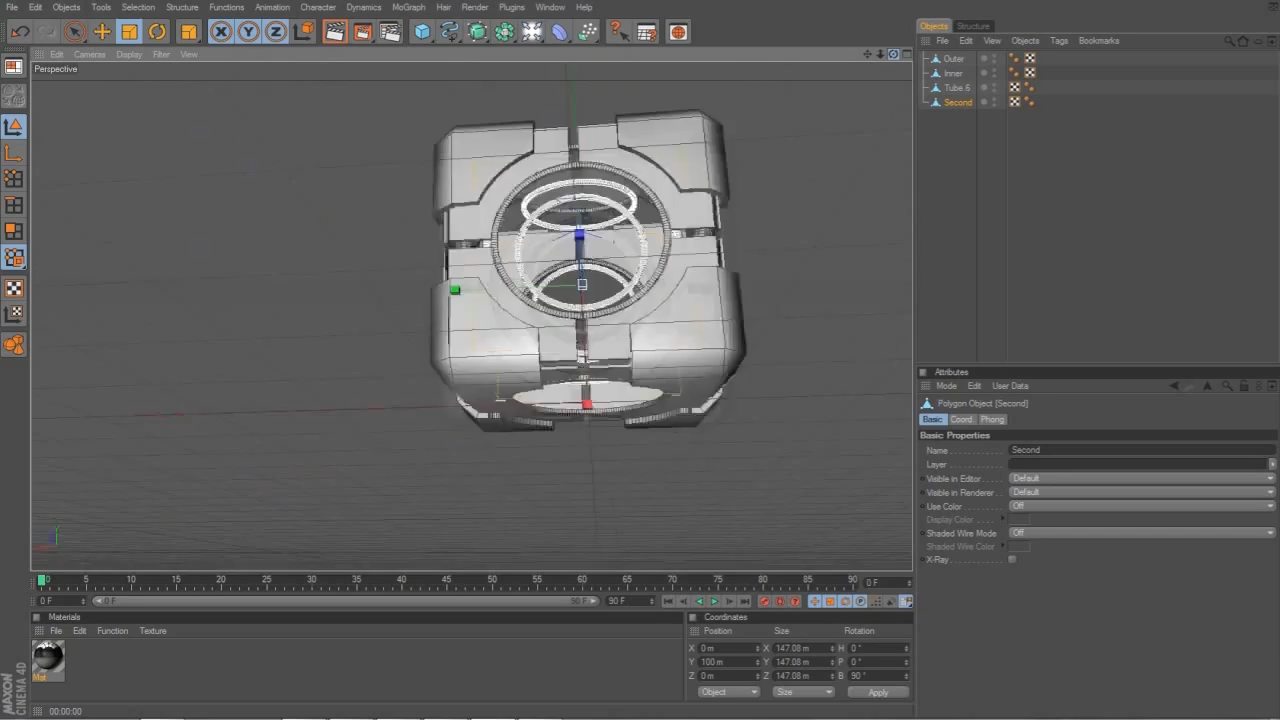 File Edit Objects Tools Selection Structure Functions Animation Character Dynamics MoGraph Hair Render Plugins Window Help
X Y Z
Edit Cameras Display Filter View
Perspective
Objects Structure
File Edit View Objects Tags Bookmarks
Outer
Inner
Tube.6
Second
Attributes
Mode Edit User Data
Polygon Object [Second]
Basic Coord. Phong
Basic Properties
Name Second
Layer
Visible in Editor Default
Visible in Renderer Default
Use Color Off
Display Color
Shaded Wire Mode Off
Shaded Wire Color
X-Ray
0 5 10 15 20 25 30 35 40 45 50 55 60 65 70 75 80 85 90 0 F
0 F 0 F 90 F 90 F
Materials
File Edit Function Texture
Mat
Coordinates
Position Size Rotation
X 0 m X 147.08 m H 0 °
Y 100 m Y 147.08 m P 0 °
Z 0 m Z 147.08 m B 90 °
Object Size Apply
MAXON
CINEMA 4D
00:00:00